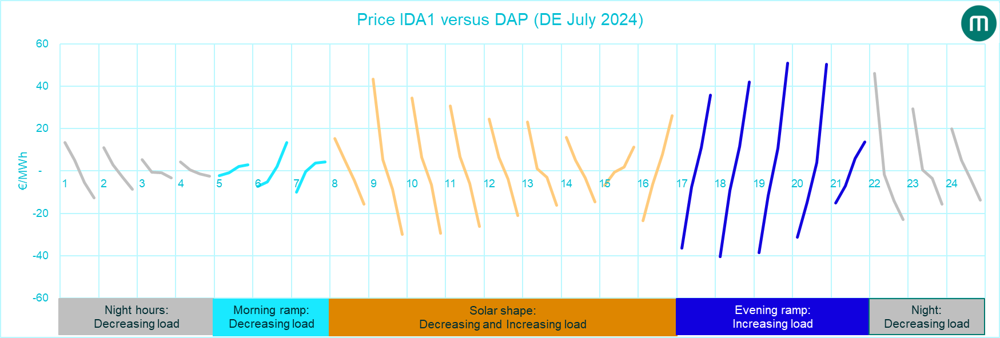 Price IDA1 versus DAP (DE July 2024)
m
60
40
20
-
-20
-40
-60
€/MWh
1 2 3 4 5 6 7 8 9 10 11 12 13 14 15 16 17 18 19 20 21 22 23 24
Night hours:
Decreasing load
Morning ramp:
Decreasing load
Solar shape:
Decreasing and Increasing load
Evening ramp:
Increasing load
Night:
Decreasing load